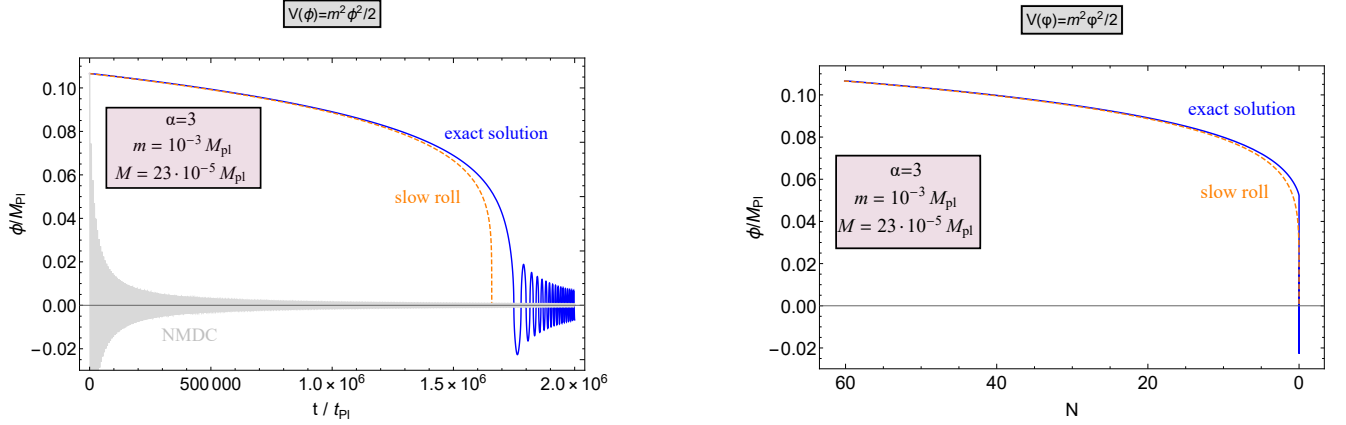 V(ϕ)=m²ϕ²/2
0.10
0.08
0.06
0.04
0.02
0.00
−0.02
ϕ/M_Pl
α=3
m = 10⁻³ M_pl
M = 23·10⁻⁵ M_pl
exact solution
slow roll
NMDC
0
500 000
1.0 × 10⁶
1.5 × 10⁶
2.0 × 10⁶
t / t_Pl
V(φ)=m²φ²/2
0.10
0.08
0.06
0.04
0.02
0.00
−0.02
ϕ/M_Pl
exact solution
α=3
m = 10⁻³ M_pl
M = 23·10⁻⁵ M_pl
slow roll
60
40
20
0
N